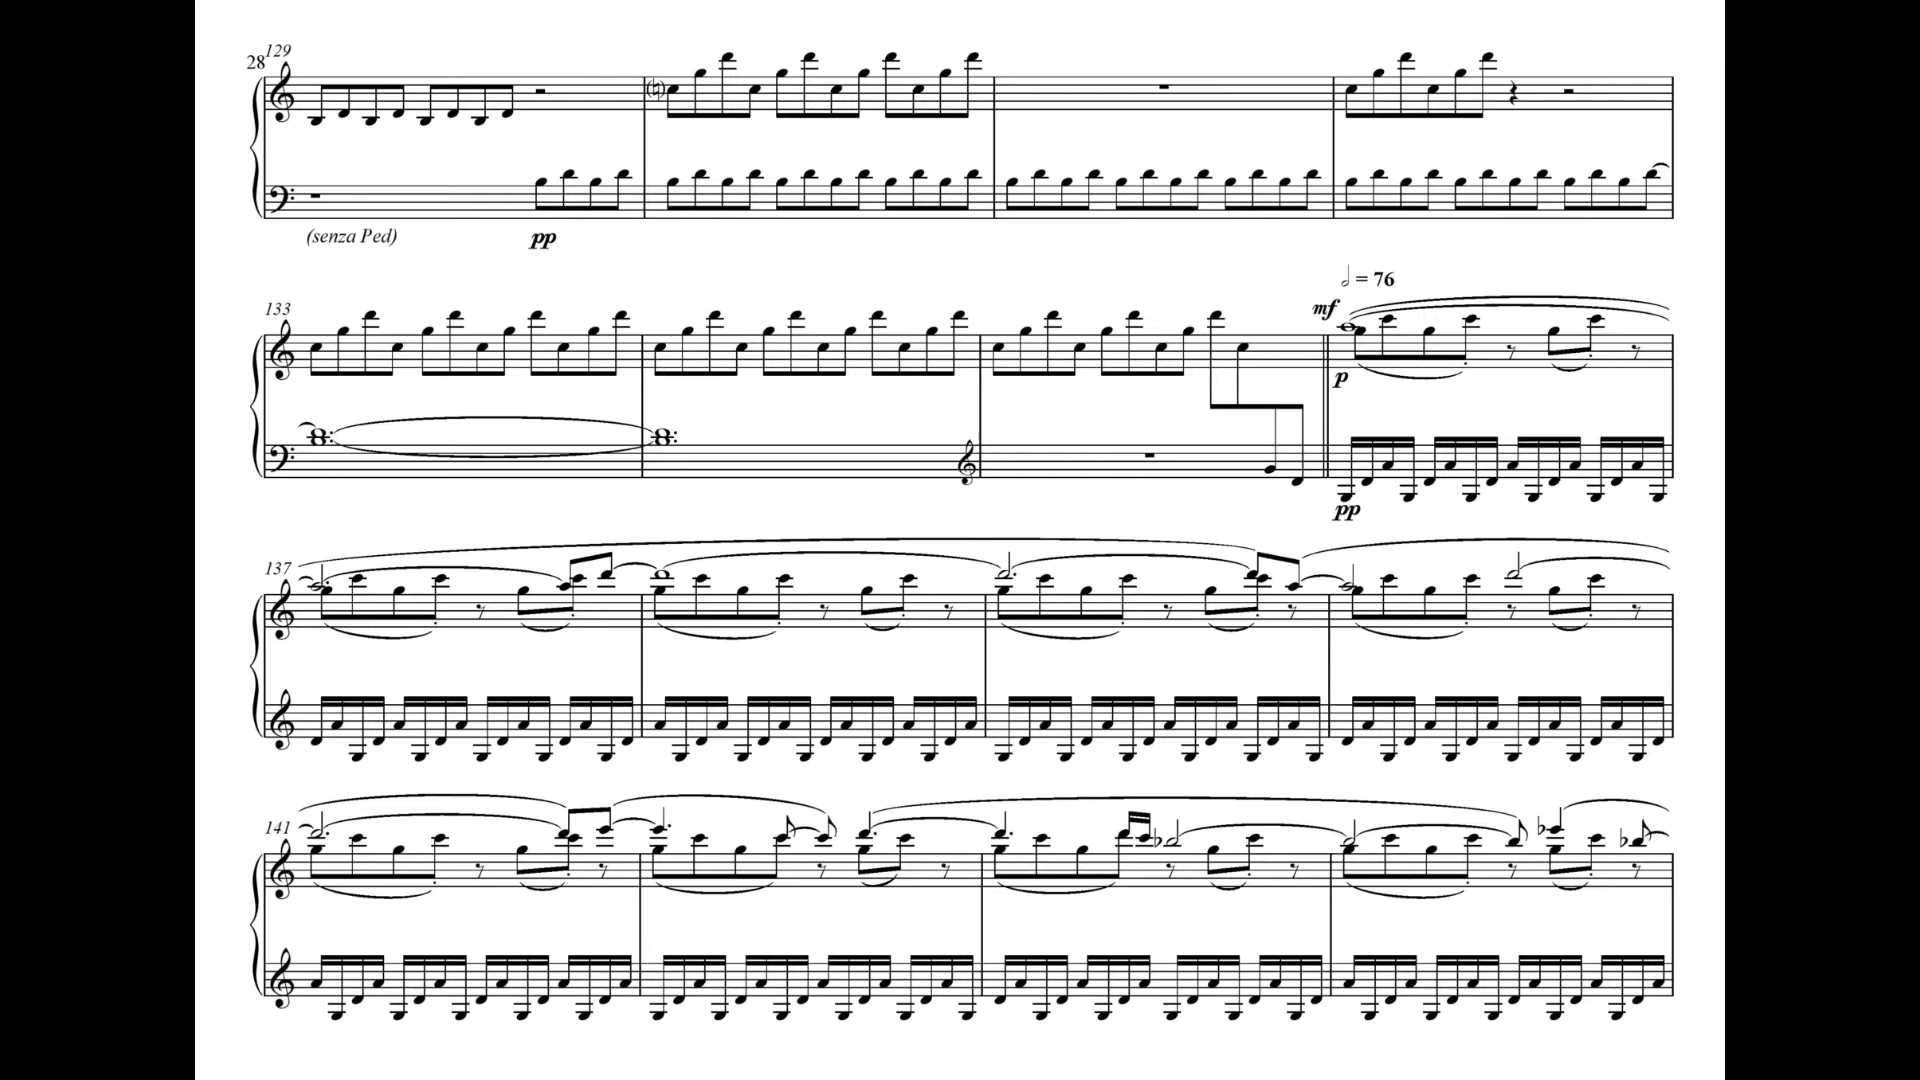 28
129
(senza Ped)
pp
133
𝅗𝅥 = 76
mf
p
pp
137
141